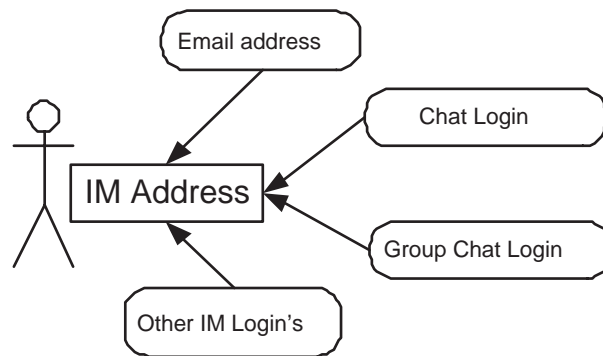 Email address
Chat Login
IM Address
Group Chat Login
Other IM Login's